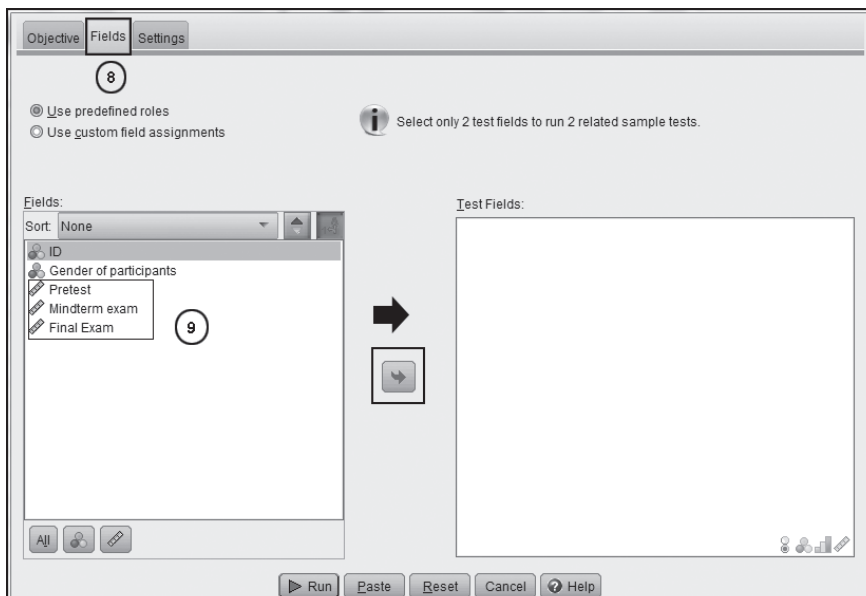 Objective Fields Settings
8
Use predefined roles
Use custom field assignments
Select only 2 test fields to run 2 related sample tests.
Fields:
Sort: None
ID
Gender of participants
Pretest
Mindterm exam
Final Exam
9
Test Fields:
All
Run Paste Reset Cancel Help